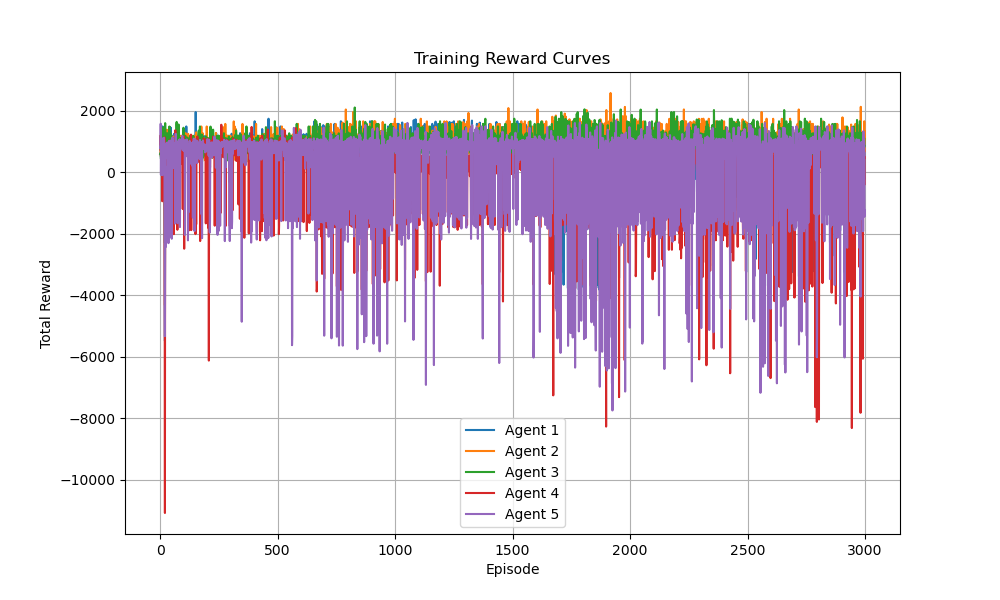 Training Reward Curves
Total Reward
2000
0
−2000
−4000
−6000
−8000
−10000
Agent 1
Agent 2
Agent 3
Agent 4
Agent 5
0 500 1000 1500 2000 2500 3000
Episode